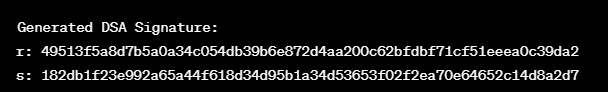 Generated DSA Signature:
r: 49513f5a8d7b5a0a34c054db39b6e872d4aa200c62bfdbf71cf51eeea0c39da2
s: 182db1f23e992a65a44f618d34d95b1a34d53653f02f2ea70e64652c14d8a2d7